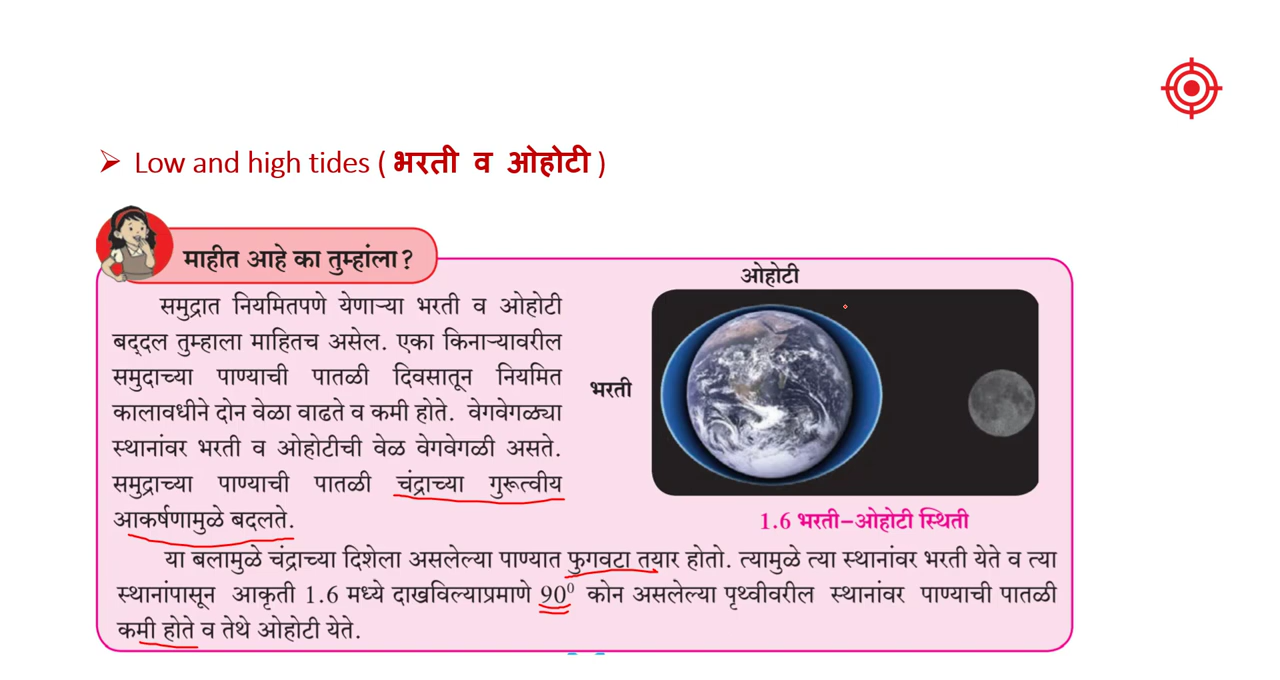 ➢ Low and high tides ( भरती व ओहोटी )
माहीत आहे का तुम्हांला?
समुद्रात नियमितपणे येणाऱ्या भरती व ओहोटी
बद्दल तुम्हाला माहितच असेल. एका किनाऱ्यावरील
समुदाच्या पाण्याची पातळी दिवसातून नियमित
कालावधीने दोन वेळा वाढते व कमी होते. वेगवेगळ्या
स्थानांवर भरती व ओहोटीची वेळ वेगवेगळी असते.
समुद्राच्या पाण्याची पातळी चंद्राच्या गुरूत्वीय
आकर्षणामुळे बदलते.
ओहोटी
भरती
1.6 भरती-ओहोटी स्थिती
या बलामुळे चंद्राच्या दिशेला असलेल्या पाण्यात फुगवटा तयार होतो. त्यामुळे त्या स्थानांवर भरती येते व त्या
स्थानांपासून आकृती 1.6 मध्ये दाखविल्याप्रमाणे 90⁰ कोन असलेल्या पृथ्वीवरील स्थानांवर पाण्याची पातळी
कमी होते व तेथे ओहोटी येते.